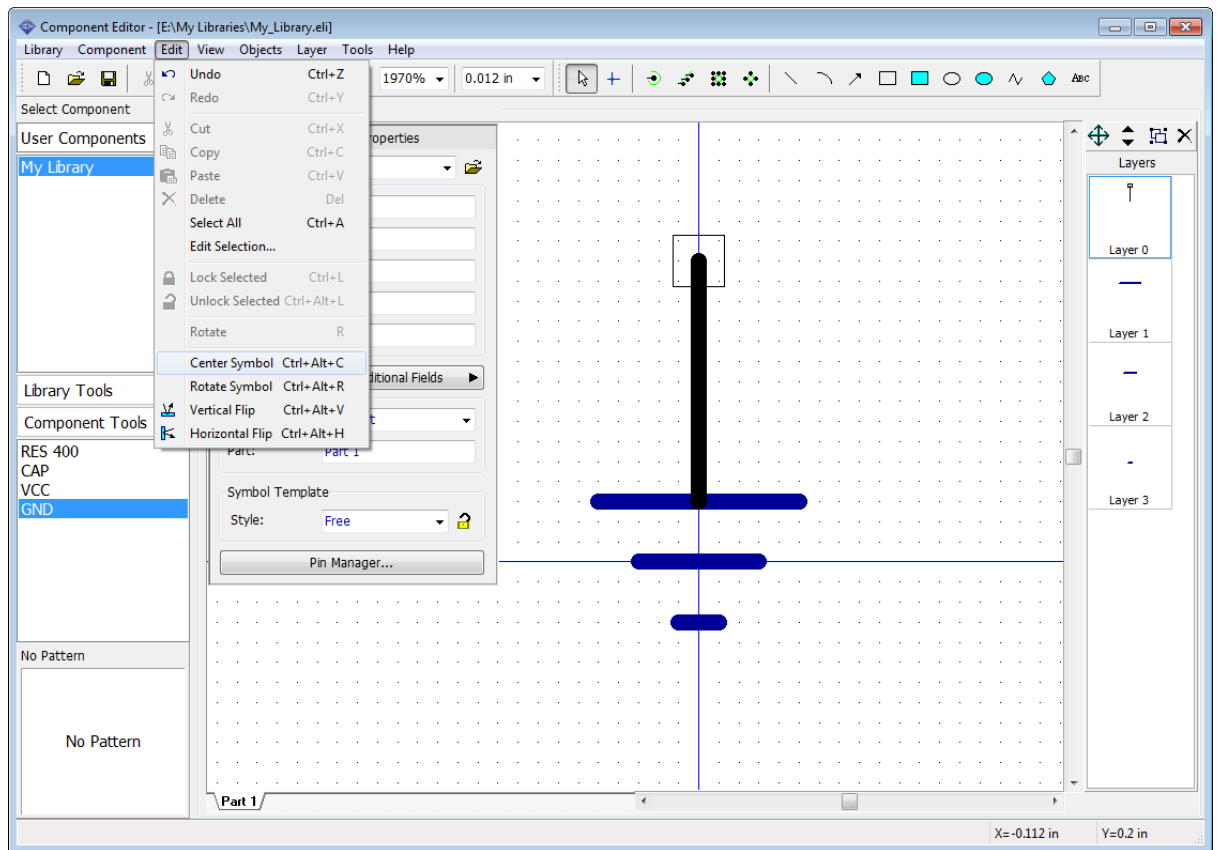 Component Editor - [E:\My Libraries\My_Library.eli]
Library Component Edit View Objects Layer Tools Help
1970% 0.012 in ABC
Select Component
User Components
My Library
Undo Ctrl+Z
Redo Ctrl+Y
Cut Ctrl+X
Copy Ctrl+C
Paste Ctrl+V
Delete Del
Select All Ctrl+A
Edit Selection...
Lock Selected Ctrl+L
Unlock Selected Ctrl+Alt+L
Rotate R
Center Symbol Ctrl+Alt+C
Rotate Symbol Ctrl+Alt+R
Vertical Flip Ctrl+Alt+V
Horizontal Flip Ctrl+Alt+H
Library Tools
Component Tools
RES 400
CAP
VCC
GND
No Pattern
No Pattern
Fields
Part: Part 1
Symbol Template
Style: Free
Pin Manager...
Part 1
Layers
Layer 0
Layer 1
Layer 2
Layer 3
X=-0.112 in Y=0.2 in